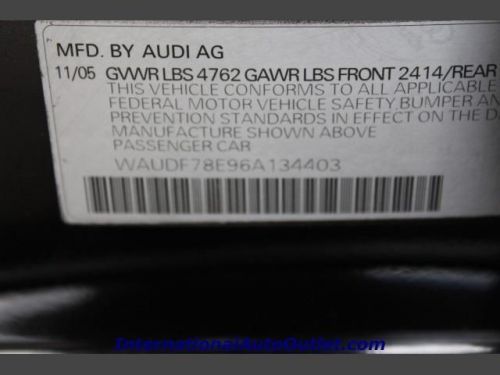 MFD. BY AUDI AG
11/05 GVWR LBS 4762 GAWR LBS FRONT 2414/REAR
THIS VEHICLE CONFORMS TO ALL APPLICABLE
FEDERAL MOTOR VEHICLE SAFETY, BUMPER AN
PREVENTION STANDARDS IN EFFECT ON THE D
MANUFACTURE SHOWN ABOVE
PASSENGER CAR
WAUDF78E96A134403
InternationalAutoOutlet.com